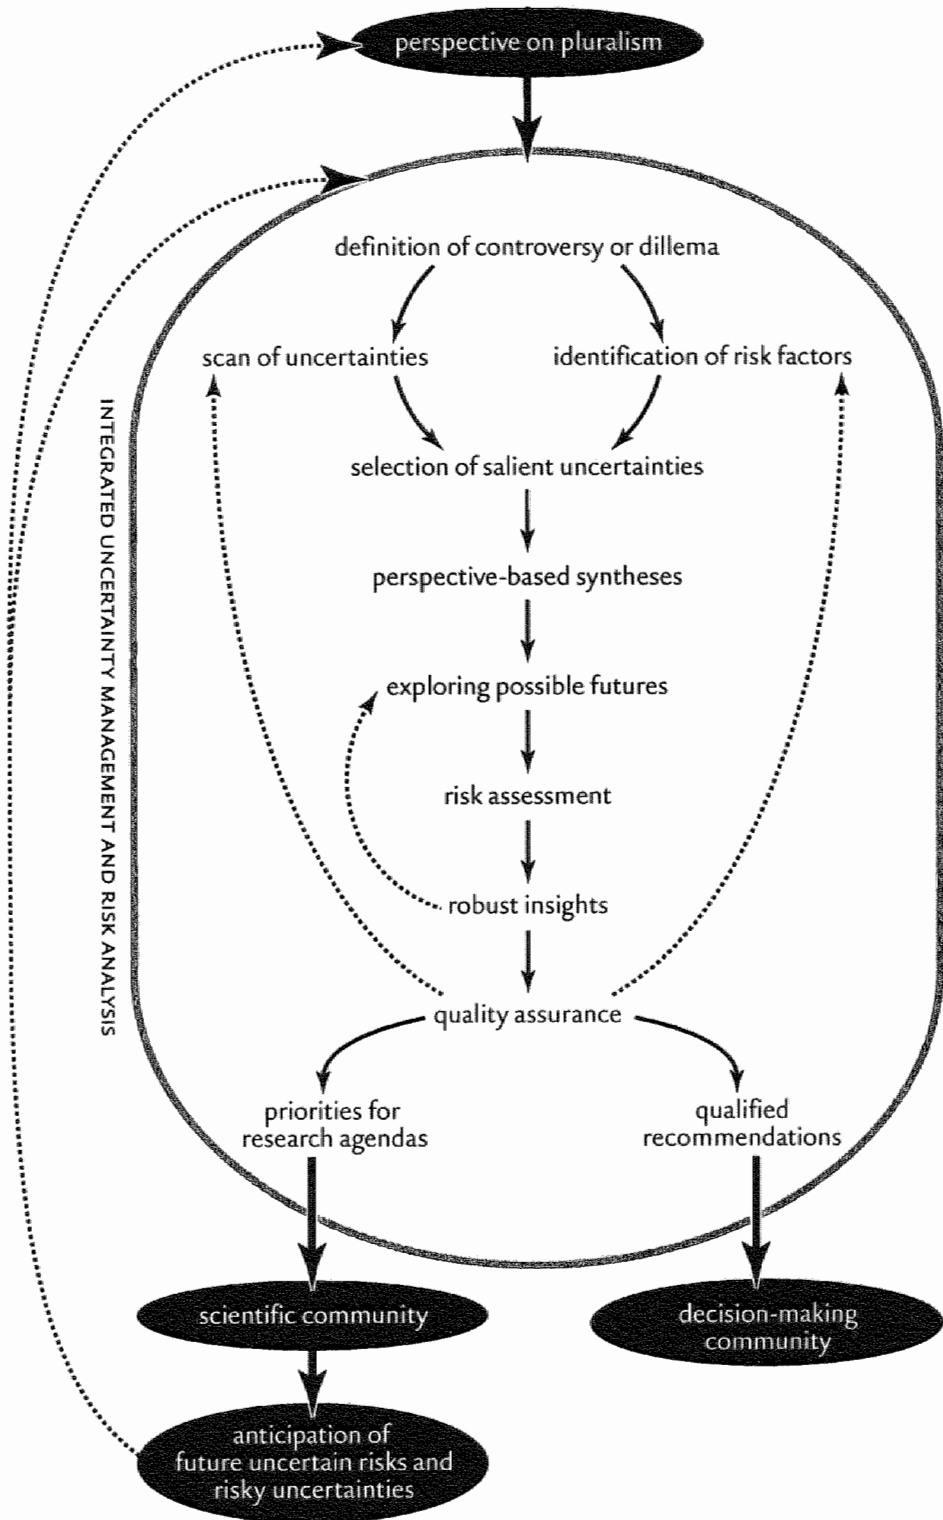 perspective on pluralism
definition of controversy or dillema
scan of uncertainties
identification of risk factors
selection of salient uncertainties
perspective-based syntheses
exploring possible futures
risk assessment
robust insights
quality assurance
priorities for
research agendas
qualified
recommendations
INTEGRATED UNCERTAINTY MANAGEMENT AND RISK ANALYSIS
scientific community
decision-making
community
anticipation of
future uncertain risks and
risky uncertainties